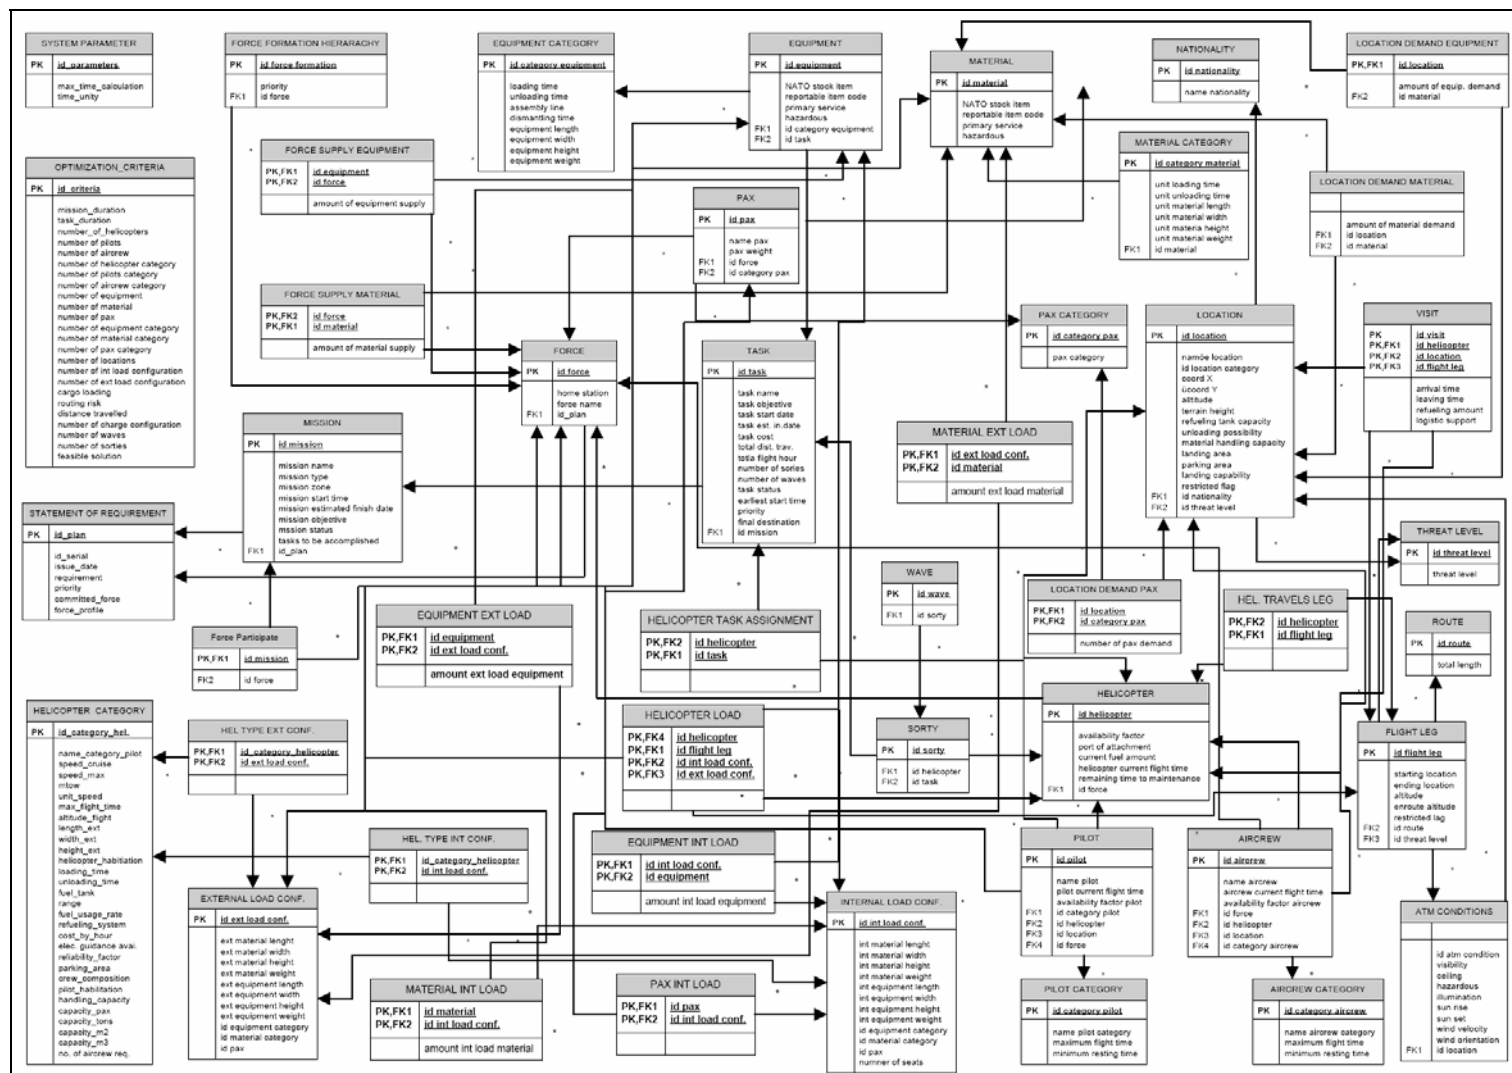 SYSTEM PARAMETER
PK id_parameters
max_time_calculation
time_unity
FORCE FORMATION HIERARACHY
PK id force formation
priority
FK1 id force
EQUIPMENT CATEGORY
PK id category equipment
loading time
unloading time
assembly line
dismantling time
equipment length
equipment width
equipment height
equipment weight
EQUIPMENT
PK id equipment
NATO stock item
reportable item code
primary service
hazardous
FK1 id category equipment
FK2 id task
MATERIAL
PK id material
NATO stock item
reportable item code
primary service
hazardous
NATIONALITY
PK id nationality
name nationality
LOCATION DEMAND EQUIPMENT
PK,FK1 id location
amount of equip. demand
FK2 id material
OPTIMIZATION_CRITERIA
PK id_criteria
mission_duration
task_duration
number_of_helicopters
number of pilots
number of aircrew
number of helicopter category
number of pilots category
number of aircraw category
number of equipment
number of material
number of pax
number of equipment category
number of material category
number of pax category
number of locations
number of int load configuration
number of ext load configuration
cargo loading
routing risk
distance travelled
number of charge configuration
number of waves
number of sorties
feasible solution
FORCE SUPPLY EQUIPMENT
PK,FK1 id equipment
PK,FK2 id force
amount of equipment supply
PAX
PK id pax
name pax
pax weight
FK1 id force
FK2 id category pax
MATERIAL CATEGORY
PK id category material
unit loading time
unit unloading time
unit material length
unit material width
unit materia height
unit material weight
FK1 id material
LOCATION DEMAND MATERIAL
amount of material demand
FK1 id location
FK2 id material
FORCE SUPPLY MATERIAL
PK,FK2 id force
PK,FK1 id material
amount of material supply
FORCE
PK id force
home station
force name
FK1 id_plan
TASK
PK id task
task name
task objective
task start date
task est. in.date
task cost
total dist. trav.
totla flight hour
number of sories
number of waves
task status
earliest start time
priority
final destination
FK1 id mission
PAX CATEGORY
PK id category pax
pax category
LOCATION
PK id location
namöe location
id location category
coord X
ücoord Y
altitude
terrain height
refueling tank capacity
unloading possibility
material handling capacity
landing area
parking area
landing capability
restricted flag
FK1 id nationality
FK2 id threat level
VISIT
PK id visit
PK,FK1 id helicopter
PK,FK2 id location
PK,FK3 id flight leg
arrival time
leaving time
refueling amount
logistic support
MISSION
PK id mission
mission name
mission type
mission zone
mission start time
mission estimated finish date
mission objective
mssion status
tasks to be accomplished
FK1 id_plan
MATERIAL EXT LOAD
PK,FK1 id ext load conf.
PK,FK2 id material
amount ext load material
STATEMENT OF REQUIREMENT
PK id_plan
id_serial
issue_date
requirement
priority
committed_force
force_profile
THREAT LEVEL
PK id threat level
threat level
WAVE
PK id wave
FK1 id sorty
LOCATION DEMAND PAX
PK,FK1 id location
PK,FK2 id category pax
number of pax demand
HEL. TRAVELS LEG
PK,FK2 id helicopter
PK,FK1 id flight leg
ROUTE
PK id route
total length
Force Participate
PK,FK1 id mission
FK2 id force
EQUIPMENT EXT LOAD
PK,FK1 id equipment
PK,FK2 id ext load conf.
amount ext load equipment
HELICOPTER TASK ASSIGNMENT
PK,FK2 id helicopter
PK,FK1 id task
HELICOPTER CATEGORY
PK id_category_hel.
name_category_pilot
speed_cruise
speed_max
mtow
unit_speed
max_flight_time
altitude_flight
length_ext
width_ext
height_ext
helicopter_habitiation
loading_time
unloading_time
fuel_tank
range
fuel_usage_rate
refueling_system
cost_by_hour
elec. guidance avai.
reliability_factor
parking_area
crew_composition
pilot_habilitation
handling_capacity
capacity_pax
capacity_tons
capacity_m2
capacity_m3
no. of aircrew req.
HEL TYPE EXT CONF.
PK,FK1 id_category_helicopter
PK,FK2 id ext load conf.
HELICOPTER LOAD
PK,FK4 id helicopter
PK,FK1 id flight leg
PK,FK2 id int load conf.
PK,FK3 id ext load conf.
SORTY
PK id sorty
FK1 id helicopter
FK2 id task
HELICOPTER
PK id helicopter
availability factor
port of attachment
current fuel amount
helicopter current flight time
remaining time to maintenance
FK1 id force
FLIGHT LEG
PK id flight leg
starting location
ending location
altitude
enroute altitude
restricted lag
FK2 id route
FK3 id threat level
HEL. TYPE INT CONF.
PK,FK1 id_category_helicopter
PK,FK2 id int load conf.
EQUIPMENT INT LOAD
PK,FK1 id int load conf.
PK,FK2 id equipment
amount int load equipment
PILOT
PK id pilot
name pilot
pilot current flight time
availability factor pilot
FK1 id category pilot
FK2 id helicopter
FK3 id location
FK4 id force
AIRCREW
PK id aircrew
name aircrew
aircrew current flight time
availability factor aircrew
FK1 id force
FK2 id helicopter
FK3 id location
FK4 id category aircrew
EXTERNAL LOAD CONF.
PK id ext load conf.
ext material lenght
ext material width
ext material height
ext material weight
ext equipment length
ext equipment width
ext equipment height
ext equipment weight
id equipment category
id material category
id pax
INTERNAL LOAD CONF.
PK id int load conf.
int material lenght
int material width
int material height
int material weight
int equipment length
int equipment width
int equipment height
int equipment weight
id equipment category
id material category
id pax
numner of seats
ATM CONDITIONS
id atm condition
visibility
ceiling
hazardous
illumination
sun rise
sun set
wind velocity
wind orientation
FK1 id location
MATERIAL INT LOAD
PK,FK1 id material
PK,FK2 id int load conf.
amount int load material
PAX INT LOAD
PK,FK1 id pax
PK,FK2 id int load conf.
PILOT CATEGORY
PK id category pilot
name pilot category
maximum flight time
minimum resting time
AIRCREW CATEGORY
PK id category aircrew
name aircrew category
maximum flight time
minimum resting time